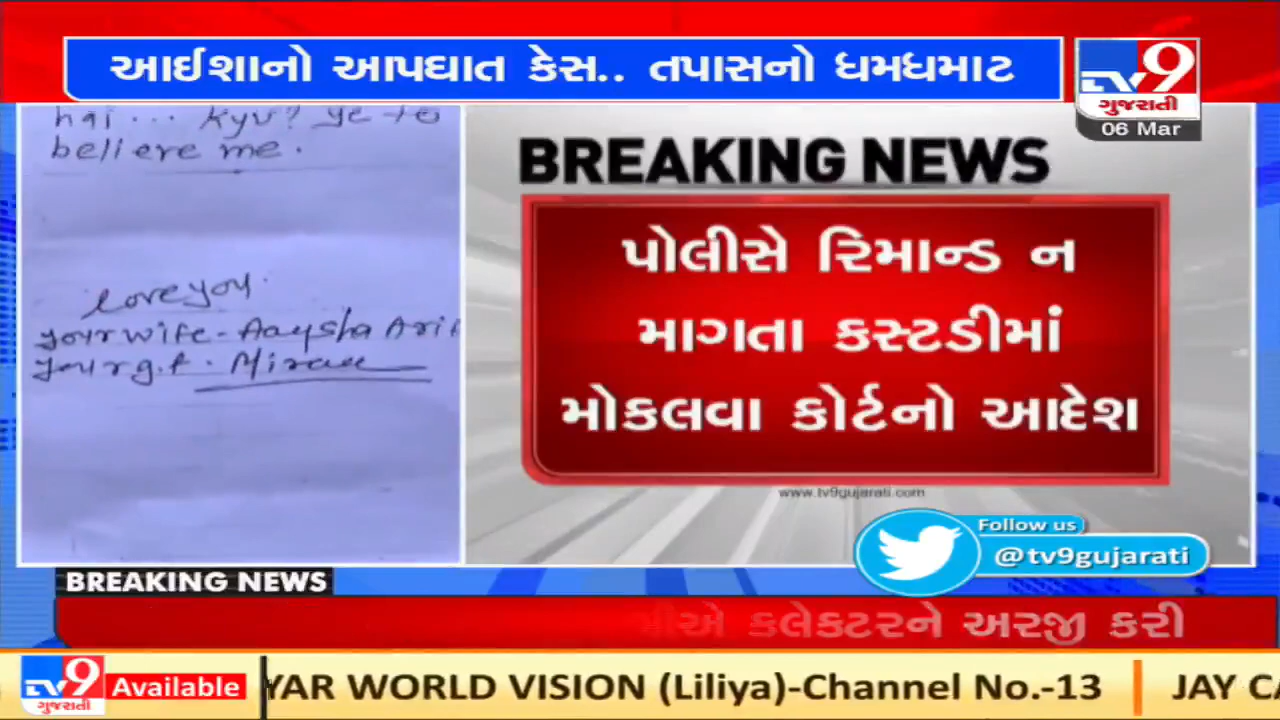 આઈશાનો આપઘાત કેસ.. તપાસનો ધમધમાટ
TV9
ગુજરાતી
06 Mar
hai ... Kyu? ye to
beliere me.
love you
your wife - Aaysha Arif
your g.f.
BREAKING NEWS
પોલીસે રિમાન્ડ ન
માગતા કસ્ટડીમાં
મોકલવા કોર્ટનો આદેશ
www.tv9gujarati.com
Follow us
@tv9gujarati
BREAKING NEWS
કલેક્ટરને અરજી કરી
TV9
ગુજરાતી
Available
YAR WORLD VISION (Liliya)-Channel No.-13
JAY